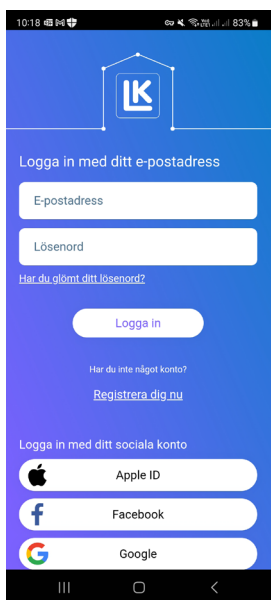 10:18 83%
LK
Logga in med ditt e-postadress
E-postadress
Lösenord
Har du glömt ditt lösenord?
Logga in
Har du inte något konto?
Registrera dig nu
Logga in med ditt sociala konto
Apple ID
Facebook
Google